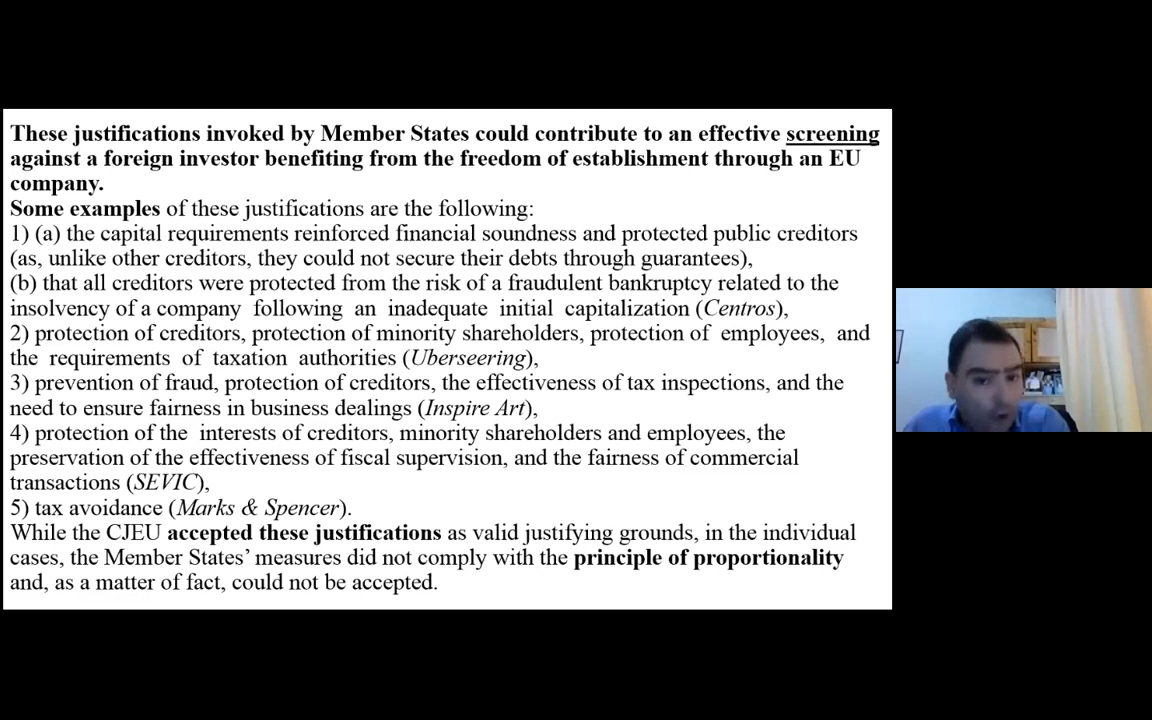 These justifications invoked by Member States could contribute to an effective screening
against a foreign investor benefiting from the freedom of establishment through an EU
company.
Some examples of these justifications are the following:
1) (a) the capital requirements reinforced financial soundness and protected public creditors
(as, unlike other creditors, they could not secure their debts through guarantees),
(b) that all creditors were protected from the risk of a fraudulent bankruptcy related to the
insolvency of a company following an inadequate initial capitalization (Centros),
2) protection of creditors, protection of minority shareholders, protection of employees, and
the requirements of taxation authorities (Uberseering),
3) prevention of fraud, protection of creditors, the effectiveness of tax inspections, and the
need to ensure fairness in business dealings (Inspire Art),
4) protection of the interests of creditors, minority shareholders and employees, the
preservation of the effectiveness of fiscal supervision, and the fairness of commercial
transactions (SEVIC),
5) tax avoidance (Marks & Spencer).
While the CJEU accepted these justifications as valid justifying grounds, in the individual
cases, the Member States' measures did not comply with the principle of proportionality
and, as a matter of fact, could not be accepted.